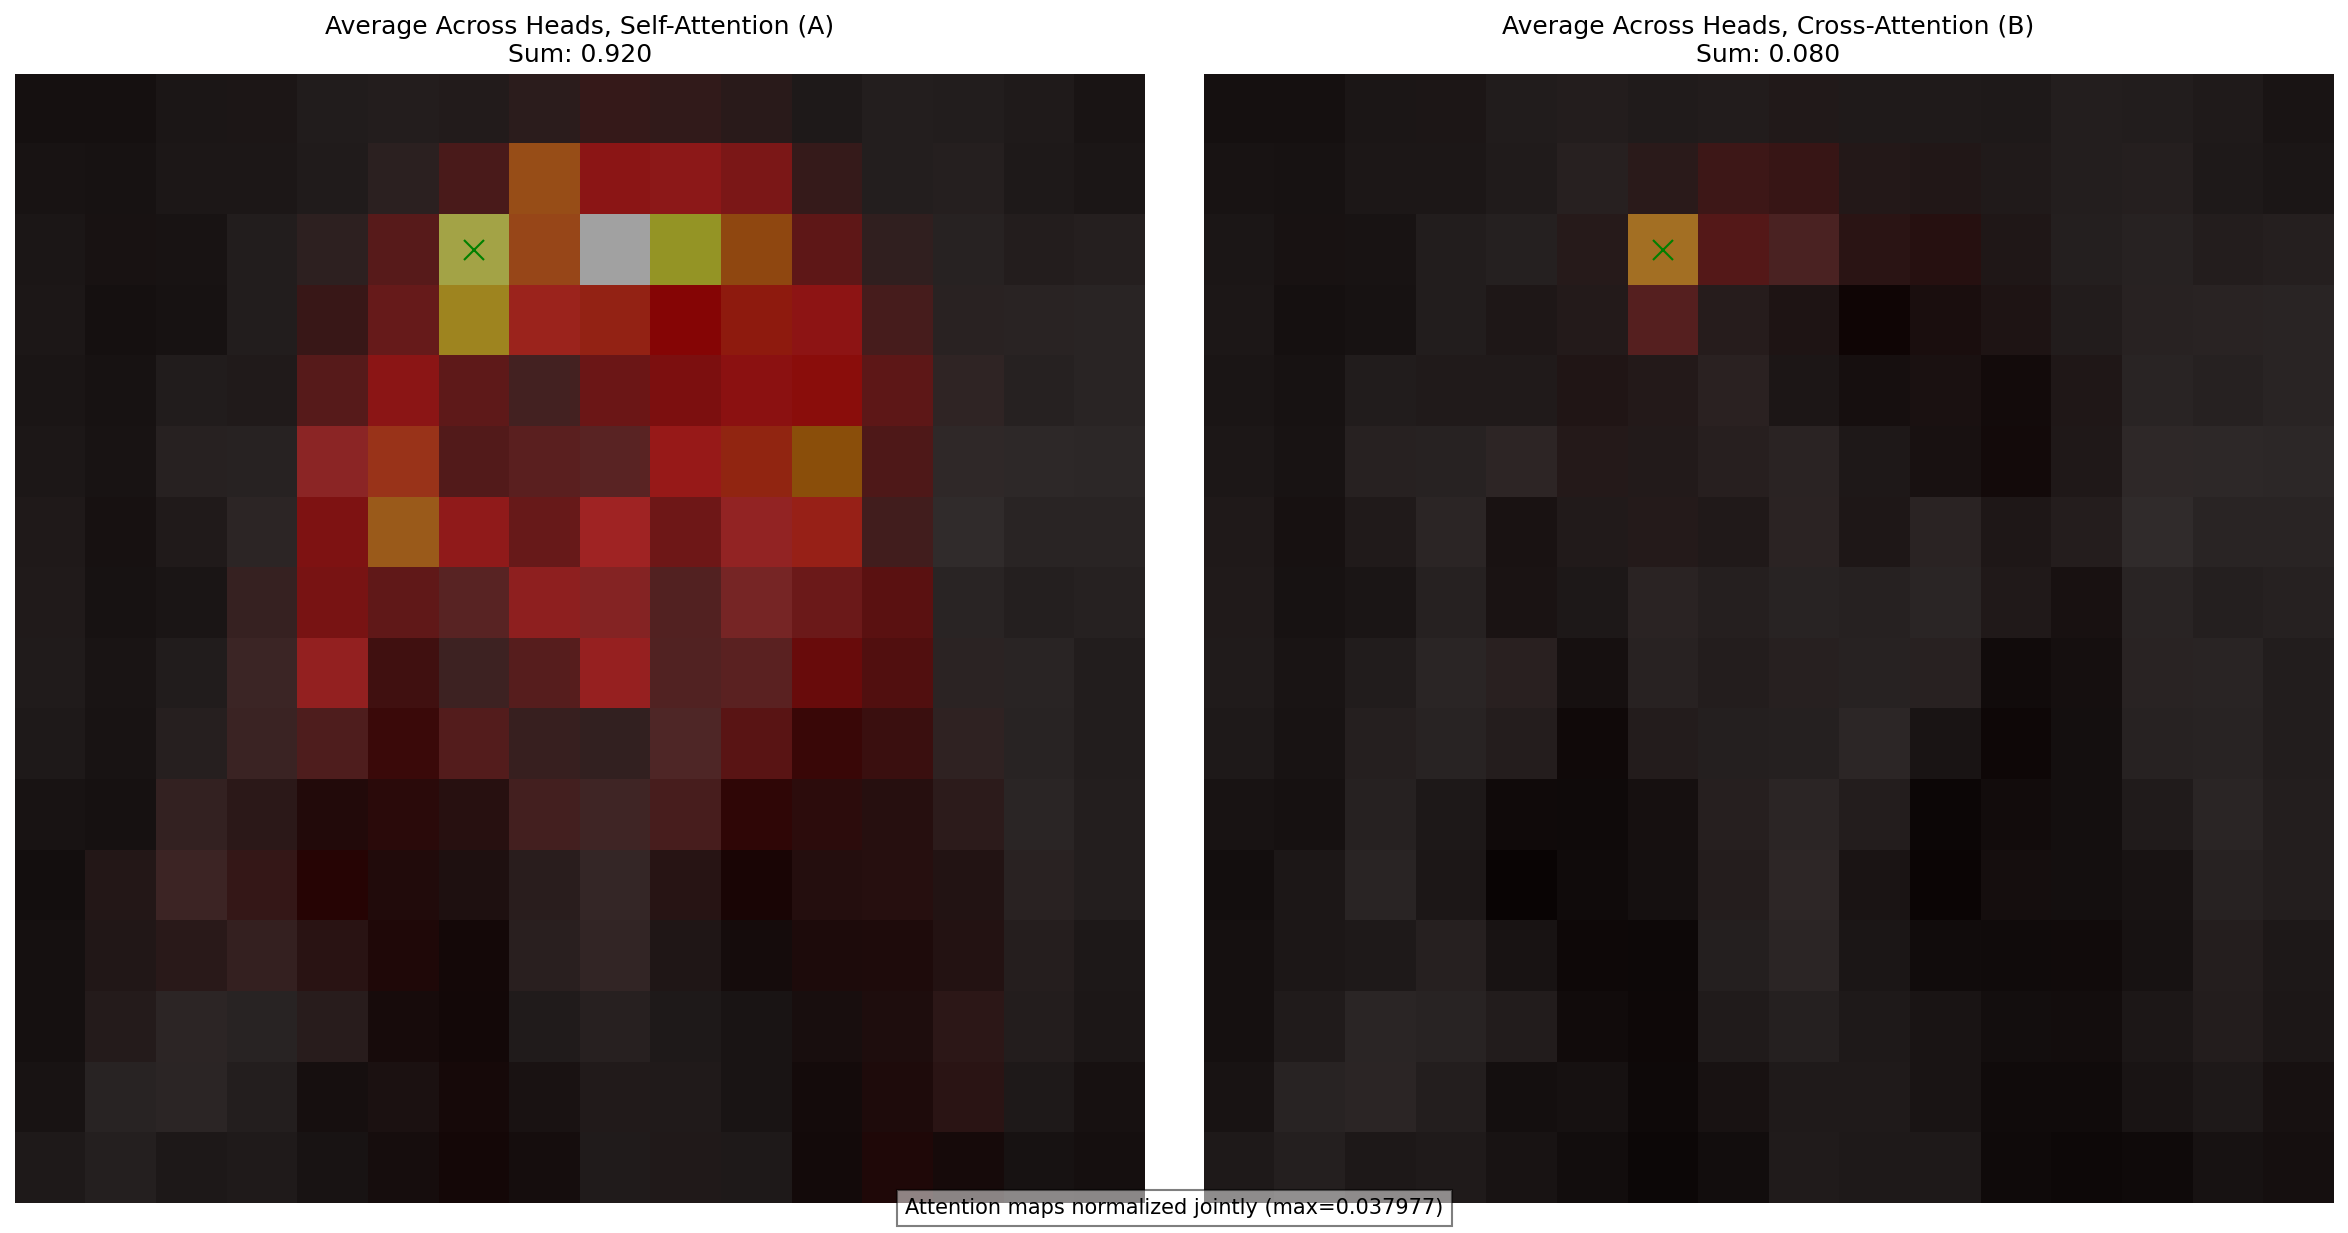 Average Across Heads, Self-Attention (A)
Sum: 0.920
Average Across Heads, Cross-Attention (B)
Sum: 0.080
Attention maps normalized jointly (max=0.037977)